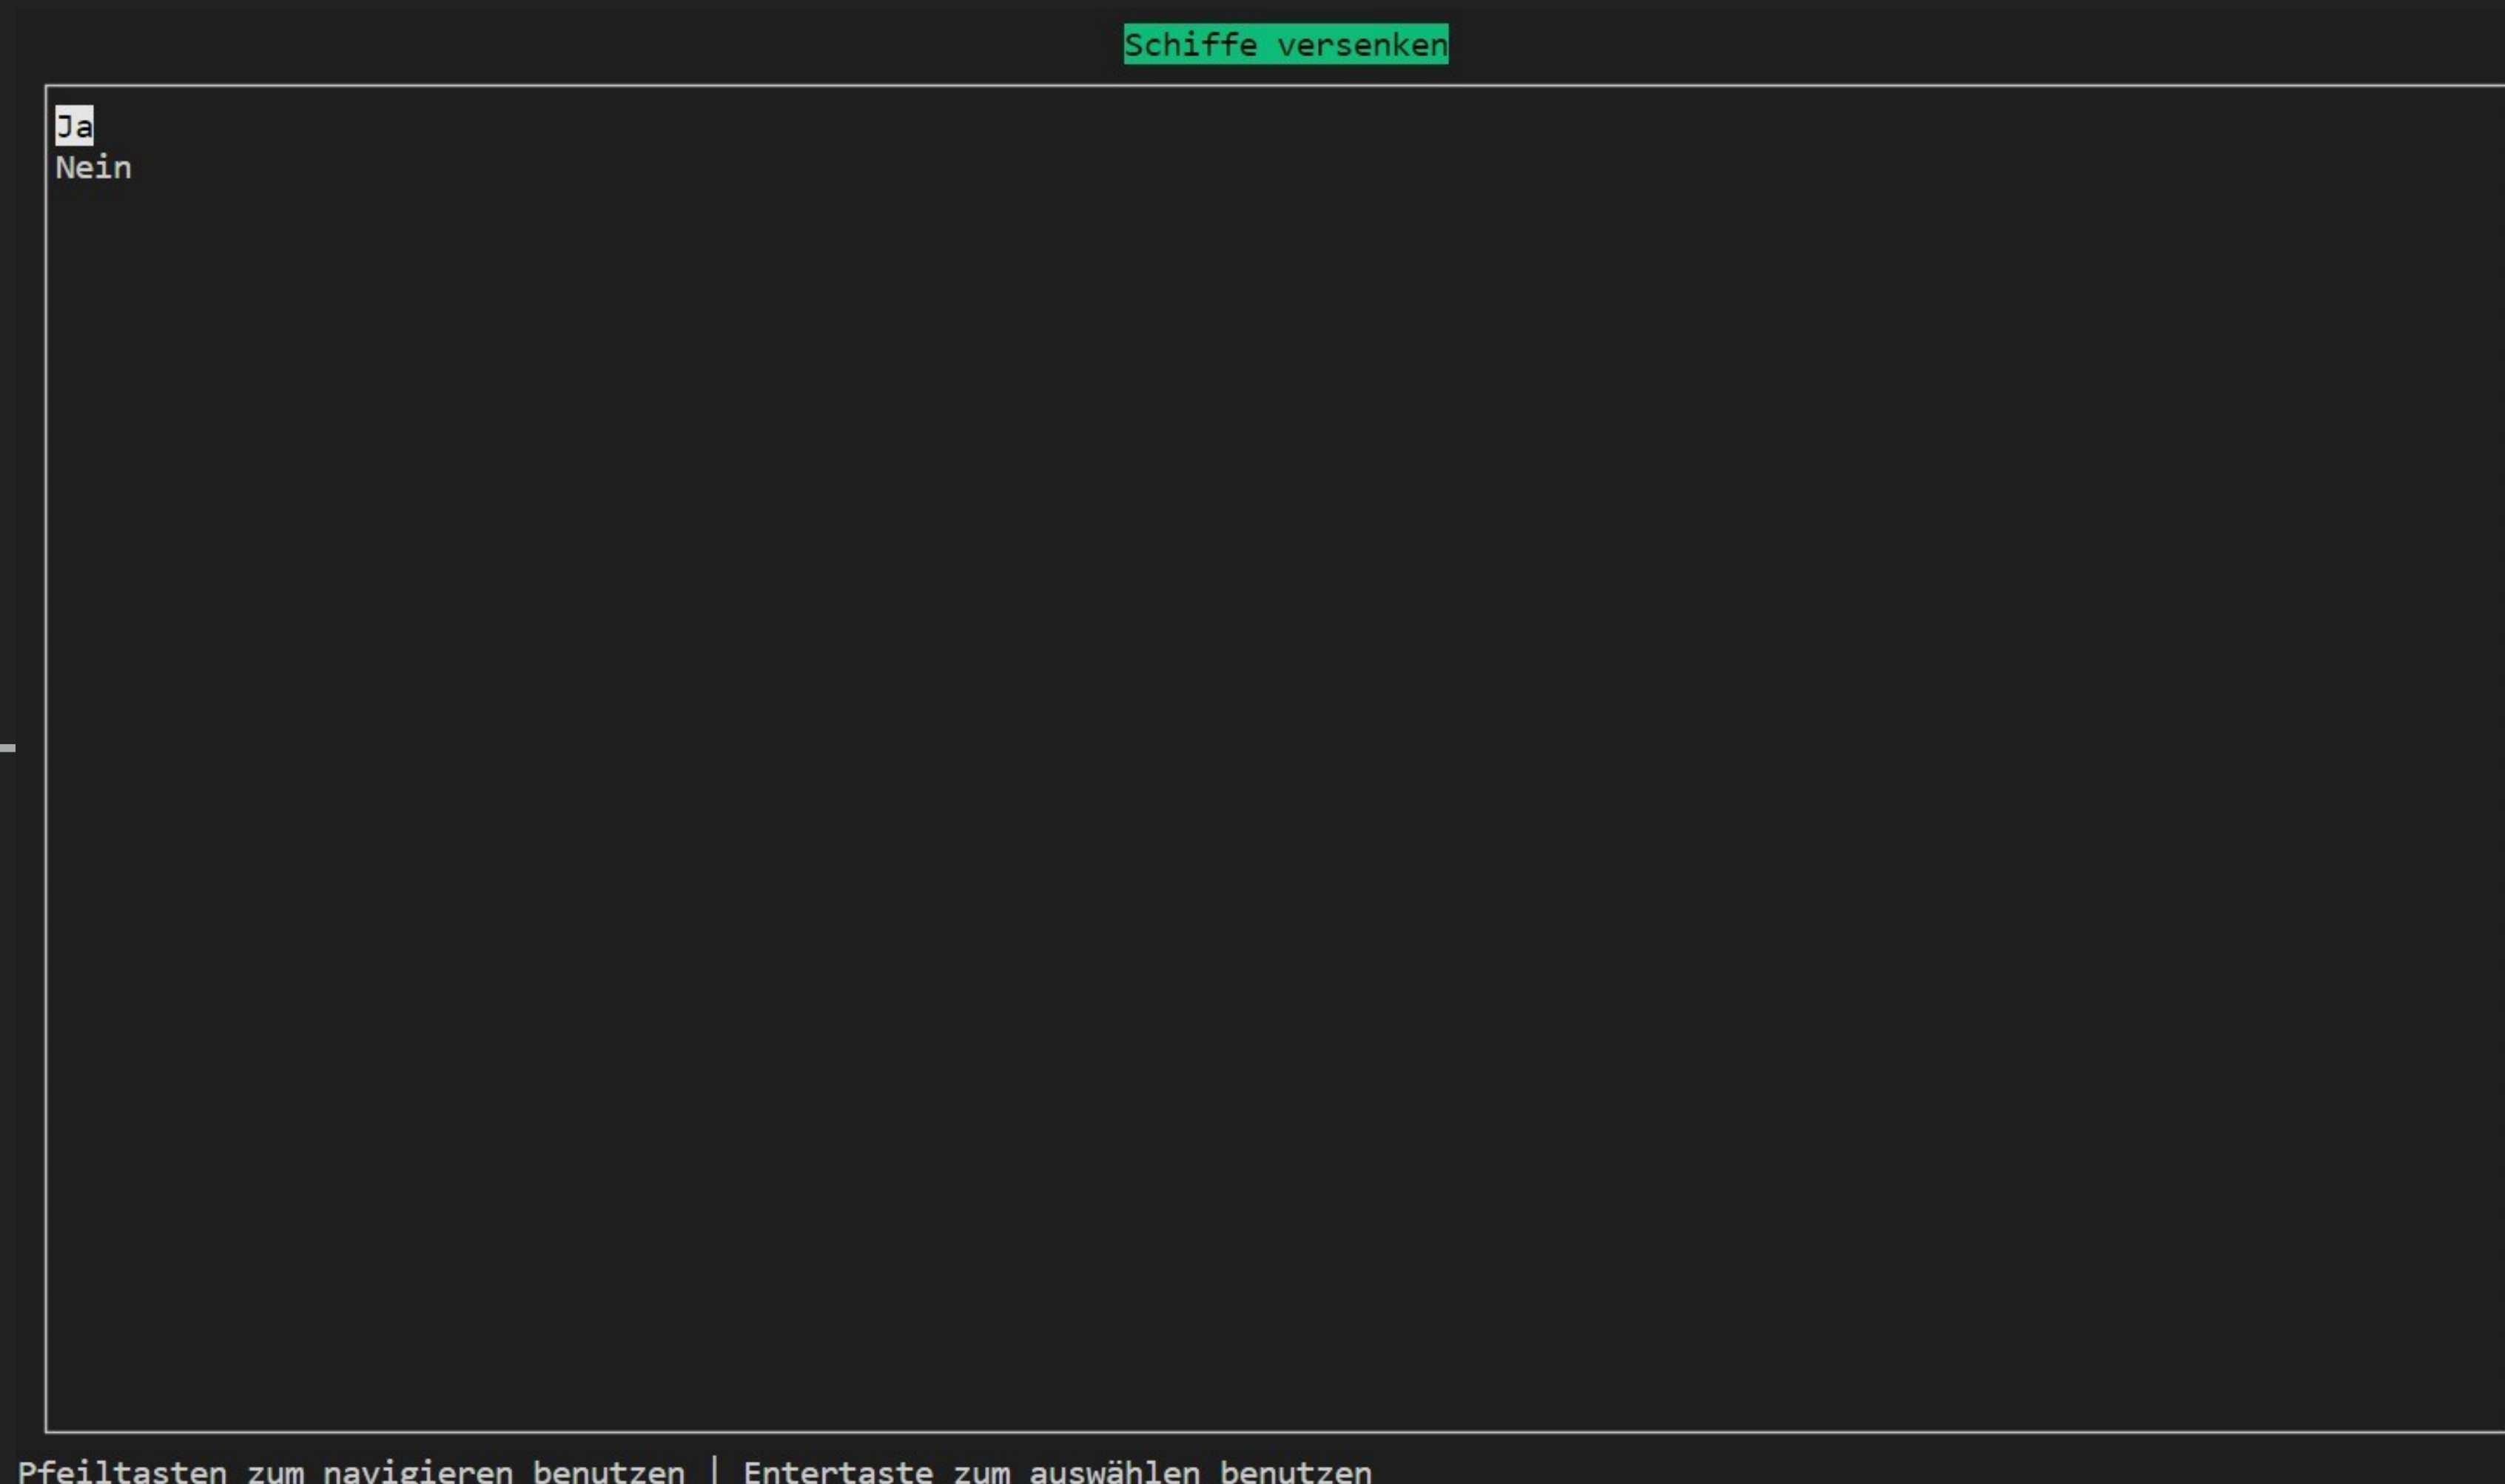 Schiffe versenken
Ja
Nein
Pfeiltasten zum navigieren benutzen | Entertaste zum auswählen benutzen